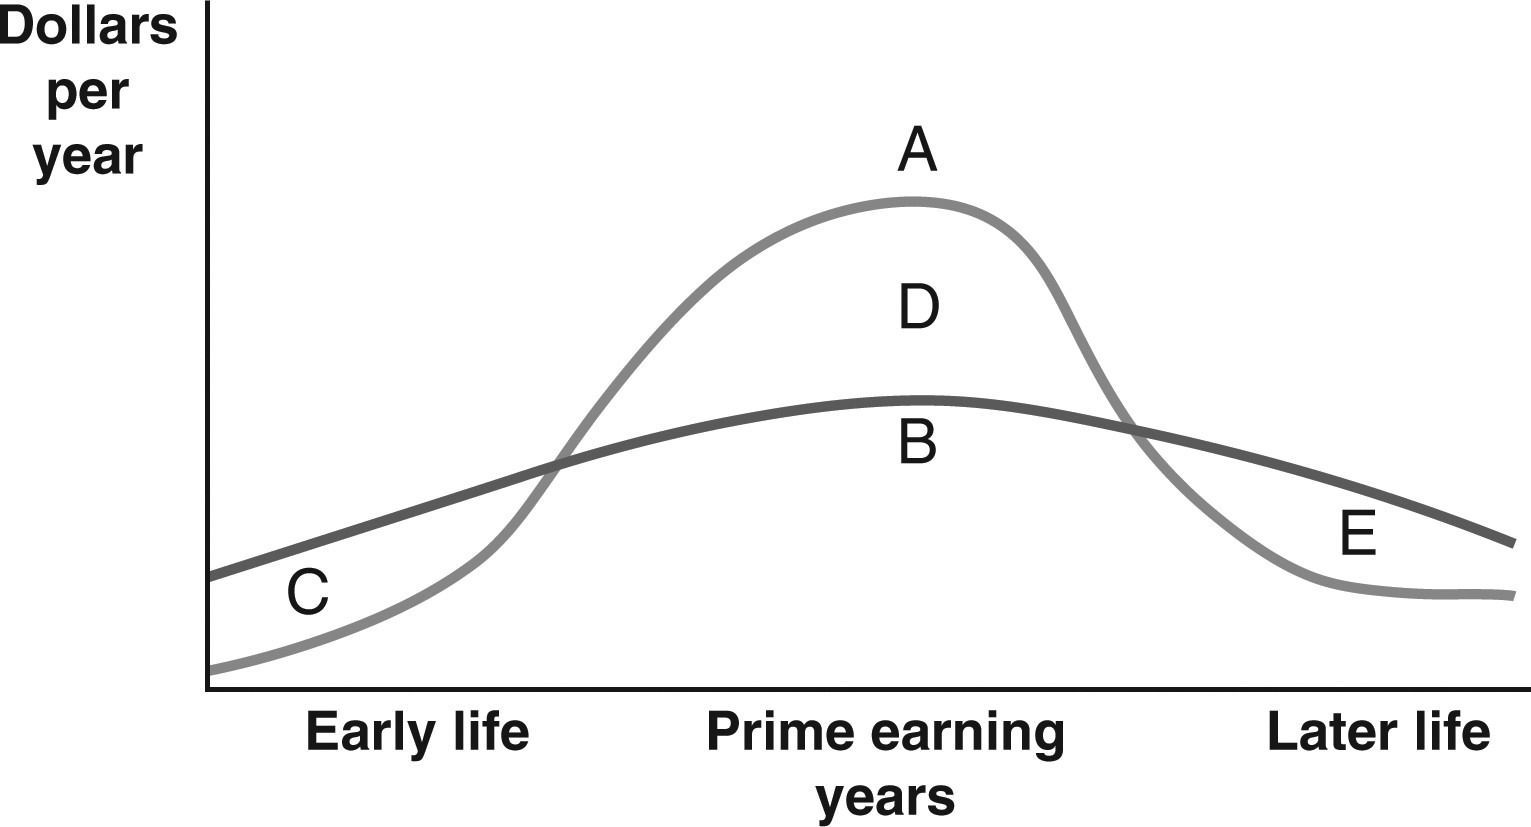 Dollars
per
year
A
D
B
C
E
Early life
Prime earning
years
Later life